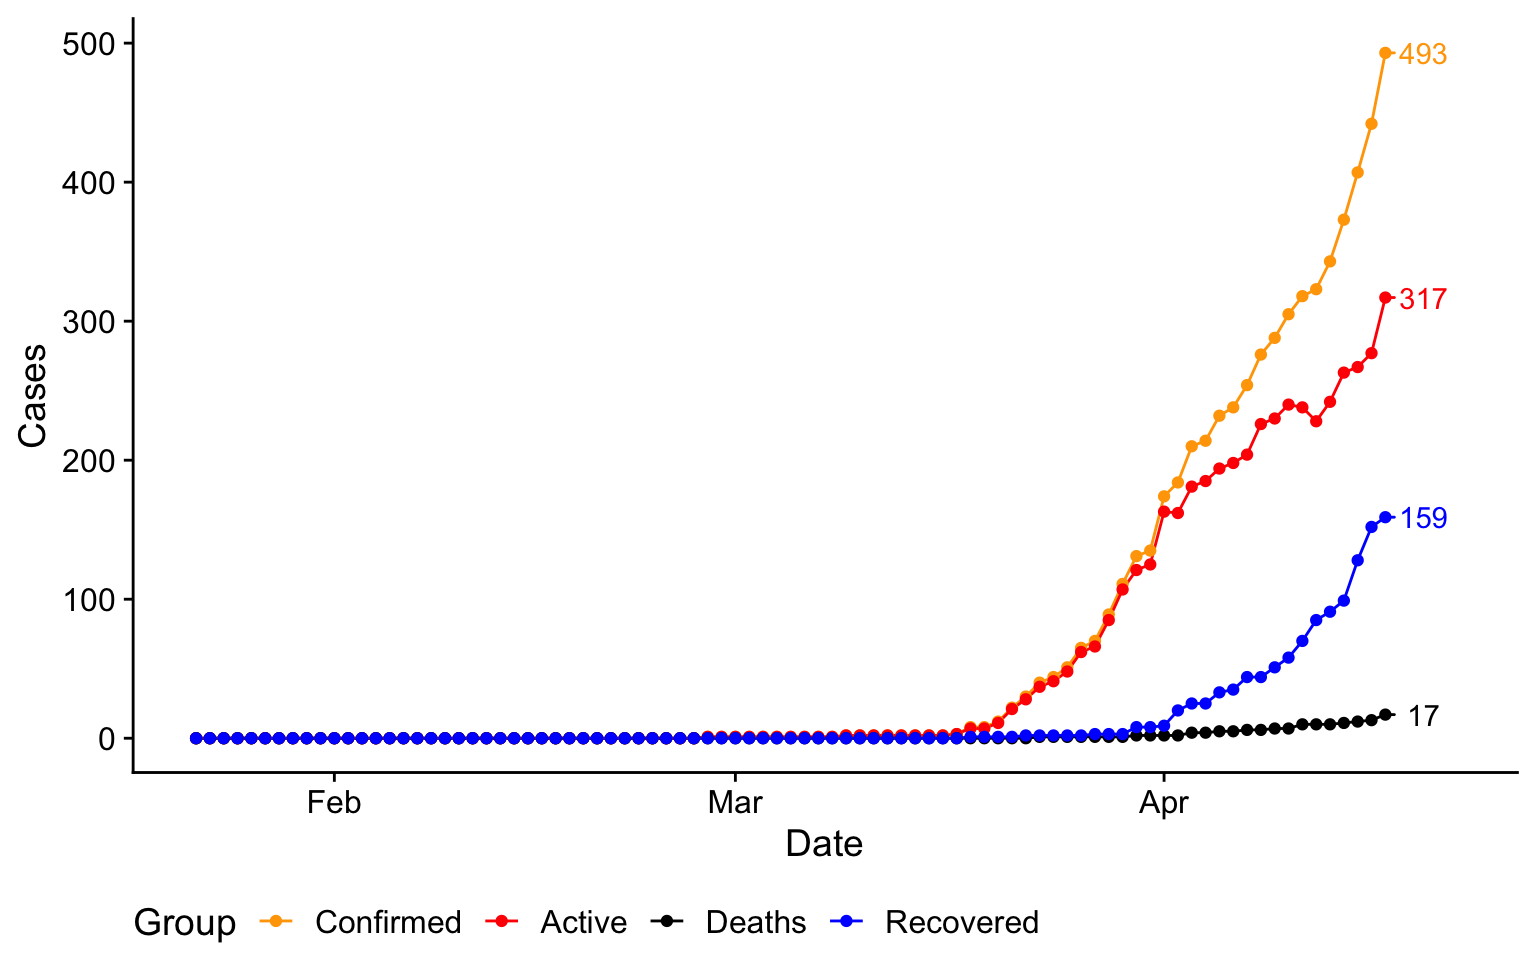 500
493
400
317
300
Cases
200
159
100
17
0
Feb Mar Apr
Date
Group Confirmed Active Deaths Recovered